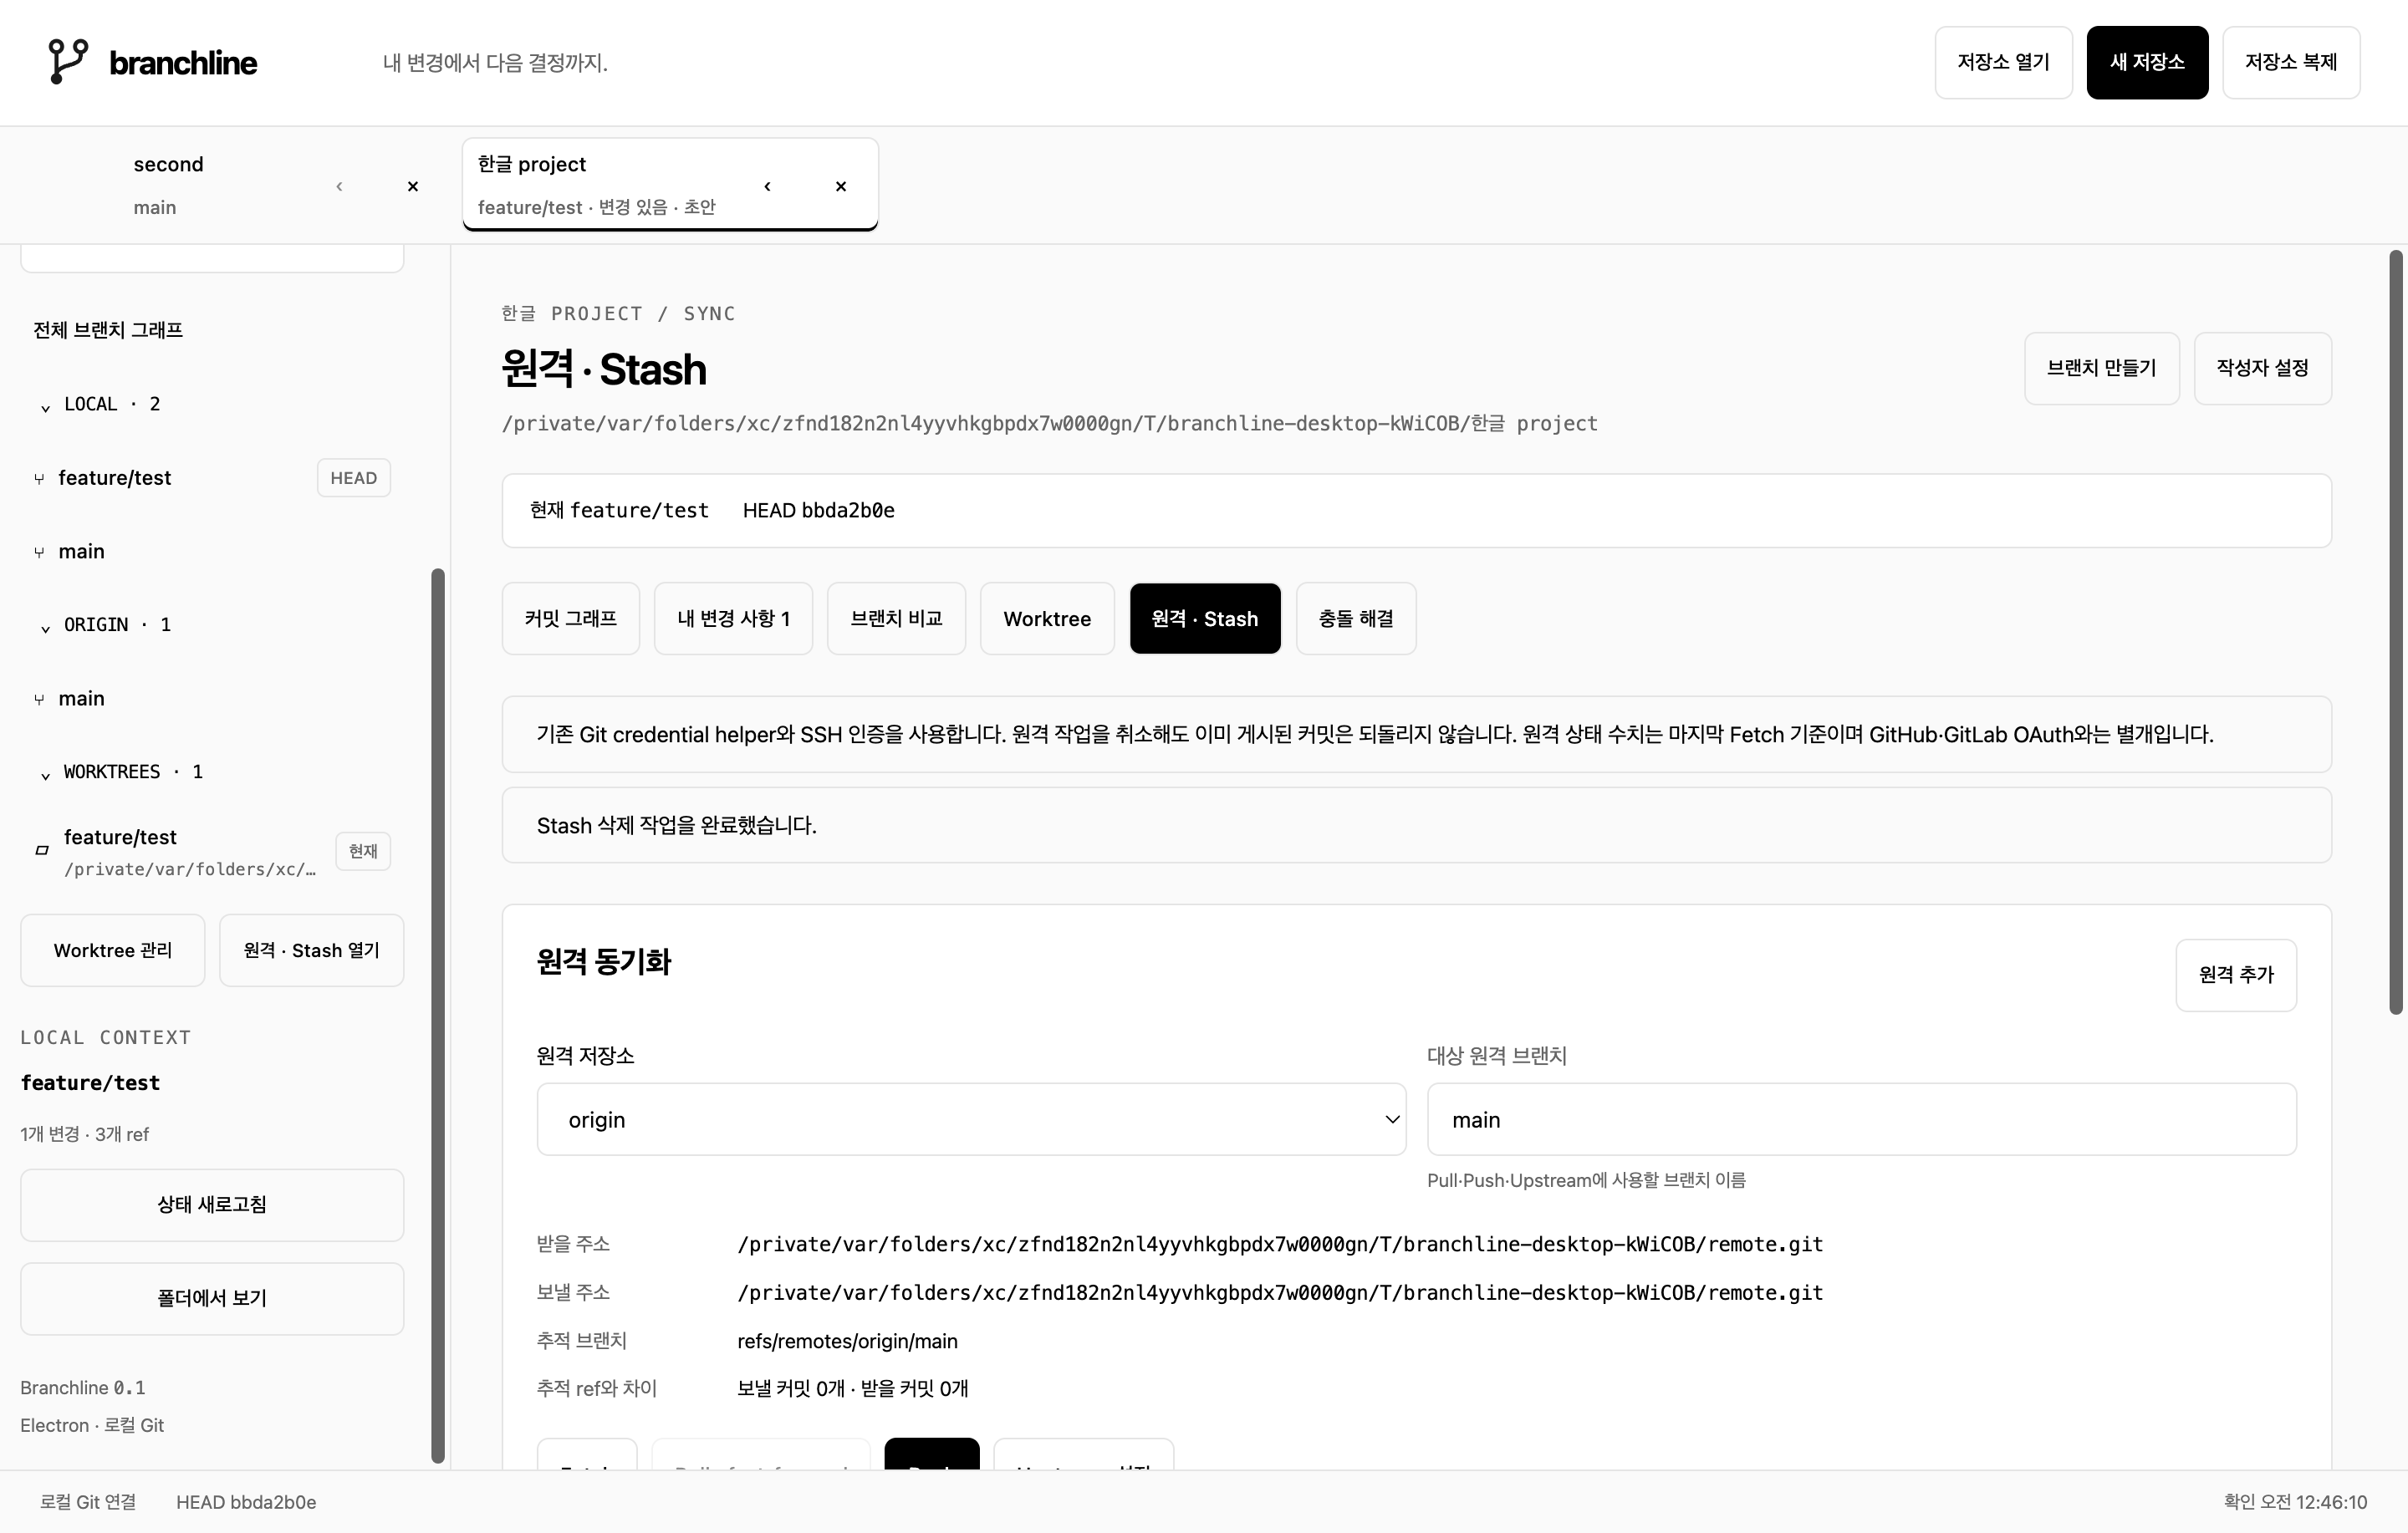 branchline
내 변경에서 다음 결정까지.
저장소 열기
새 저장소
저장소 복제
second
main
한글 project
feature/test · 변경 있음 · 초안
전체 브랜치 그래프
LOCAL · 2
feature/test
HEAD
main
ORIGIN · 1
main
WORKTREES · 1
feature/test
현재
/private/var/folders/xc/…
Worktree 관리
원격 · Stash 열기
LOCAL CONTEXT
feature/test
1개 변경 · 3개 ref
상태 새로고침
폴더에서 보기
Branchline 0.1
Electron · 로컬 Git
한글 PROJECT / SYNC
원격 · Stash
브랜치 만들기
작성자 설정
/private/var/folders/xc/zfnd182n2nl4yyvhkgbpdx7w0000gn/T/branchline-desktop-kWiCOB/한글 project
현재 feature/test HEAD bbda2b0e
커밋 그래프
내 변경 사항 1
브랜치 비교
Worktree
원격 · Stash
충돌 해결
기존 Git credential helper와 SSH 인증을 사용합니다. 원격 작업을 취소해도 이미 게시된 커밋은 되돌리지 않습니다. 원격 상태 수치는 마지막 Fetch 기준이며 GitHub·GitLab OAuth와는 별개입니다.
Stash 삭제 작업을 완료했습니다.
원격 동기화
원격 추가
원격 저장소
origin
대상 원격 브랜치
main
Pull·Push·Upstream에 사용할 브랜치 이름
받을 주소 /private/var/folders/xc/zfnd182n2nl4yyvhkgbpdx7w0000gn/T/branchline-desktop-kWiCOB/remote.git
보낼 주소 /private/var/folders/xc/zfnd182n2nl4yyvhkgbpdx7w0000gn/T/branchline-desktop-kWiCOB/remote.git
추적 브랜치 refs/remotes/origin/main
추적 ref와 차이 보낼 커밋 0개 · 받을 커밋 0개
로컬 Git 연결
HEAD bbda2b0e
확인 오전 12:46:10